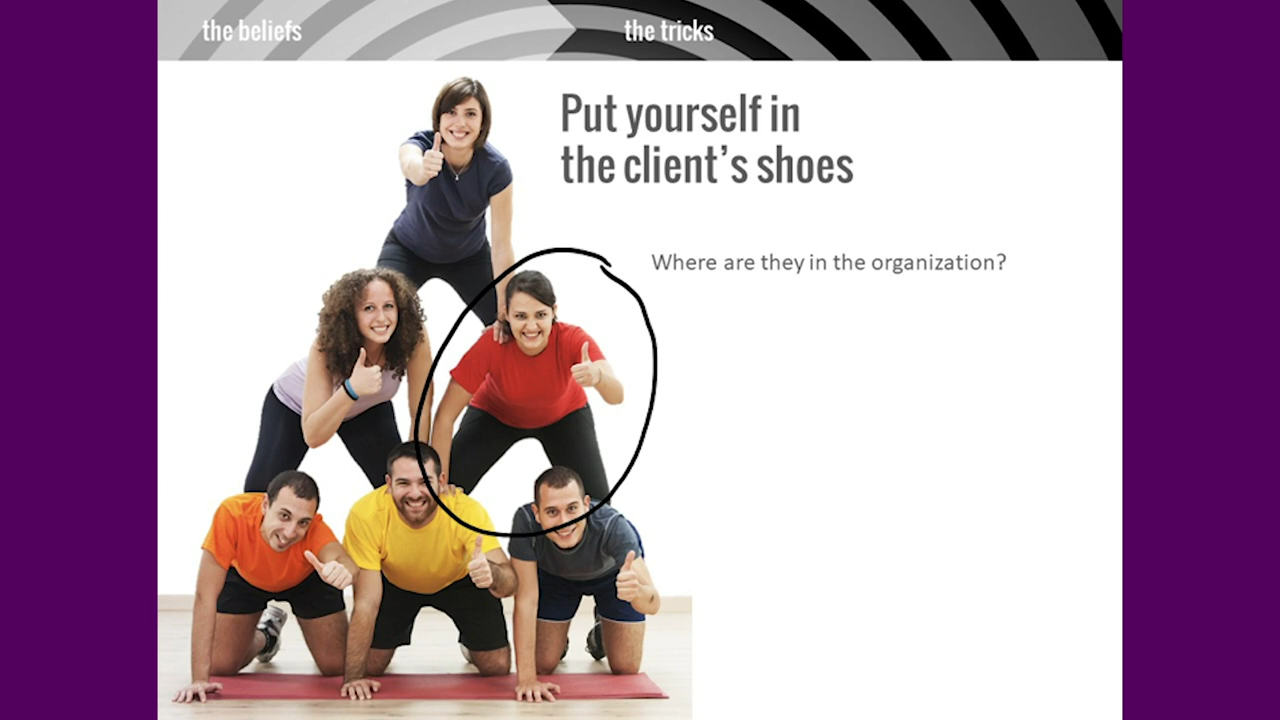 the beliefs
the tricks
Put yourself in
the client's shoes
Where are they in the organization?